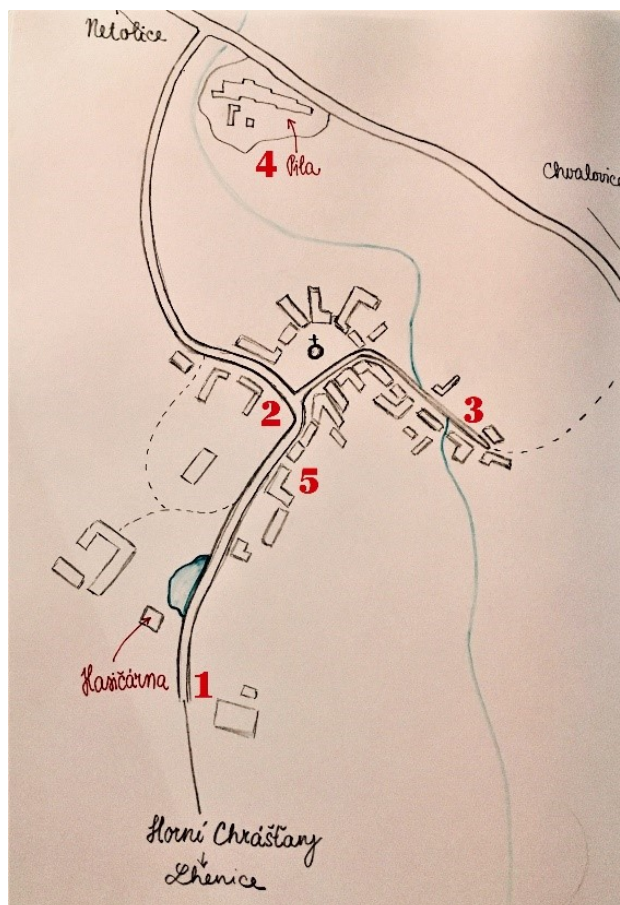 Netolice
Chvalovice
4 Pila
2
3
5
Hasičárna
1
Horní Chrášťany
Lhenice